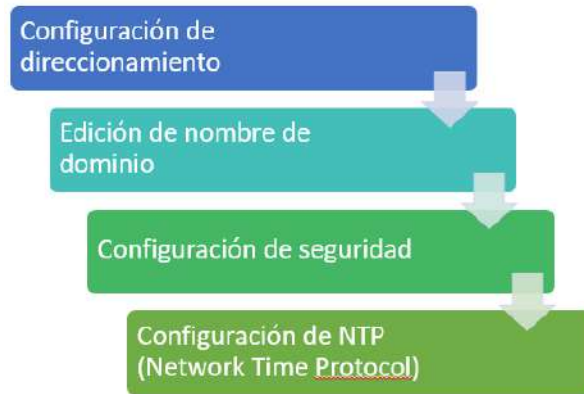 Configuración de
direccionamiento
Edición de nombre de
dominio
Configuración de seguridad
Configuración de NTP
(Network Time Protocol)